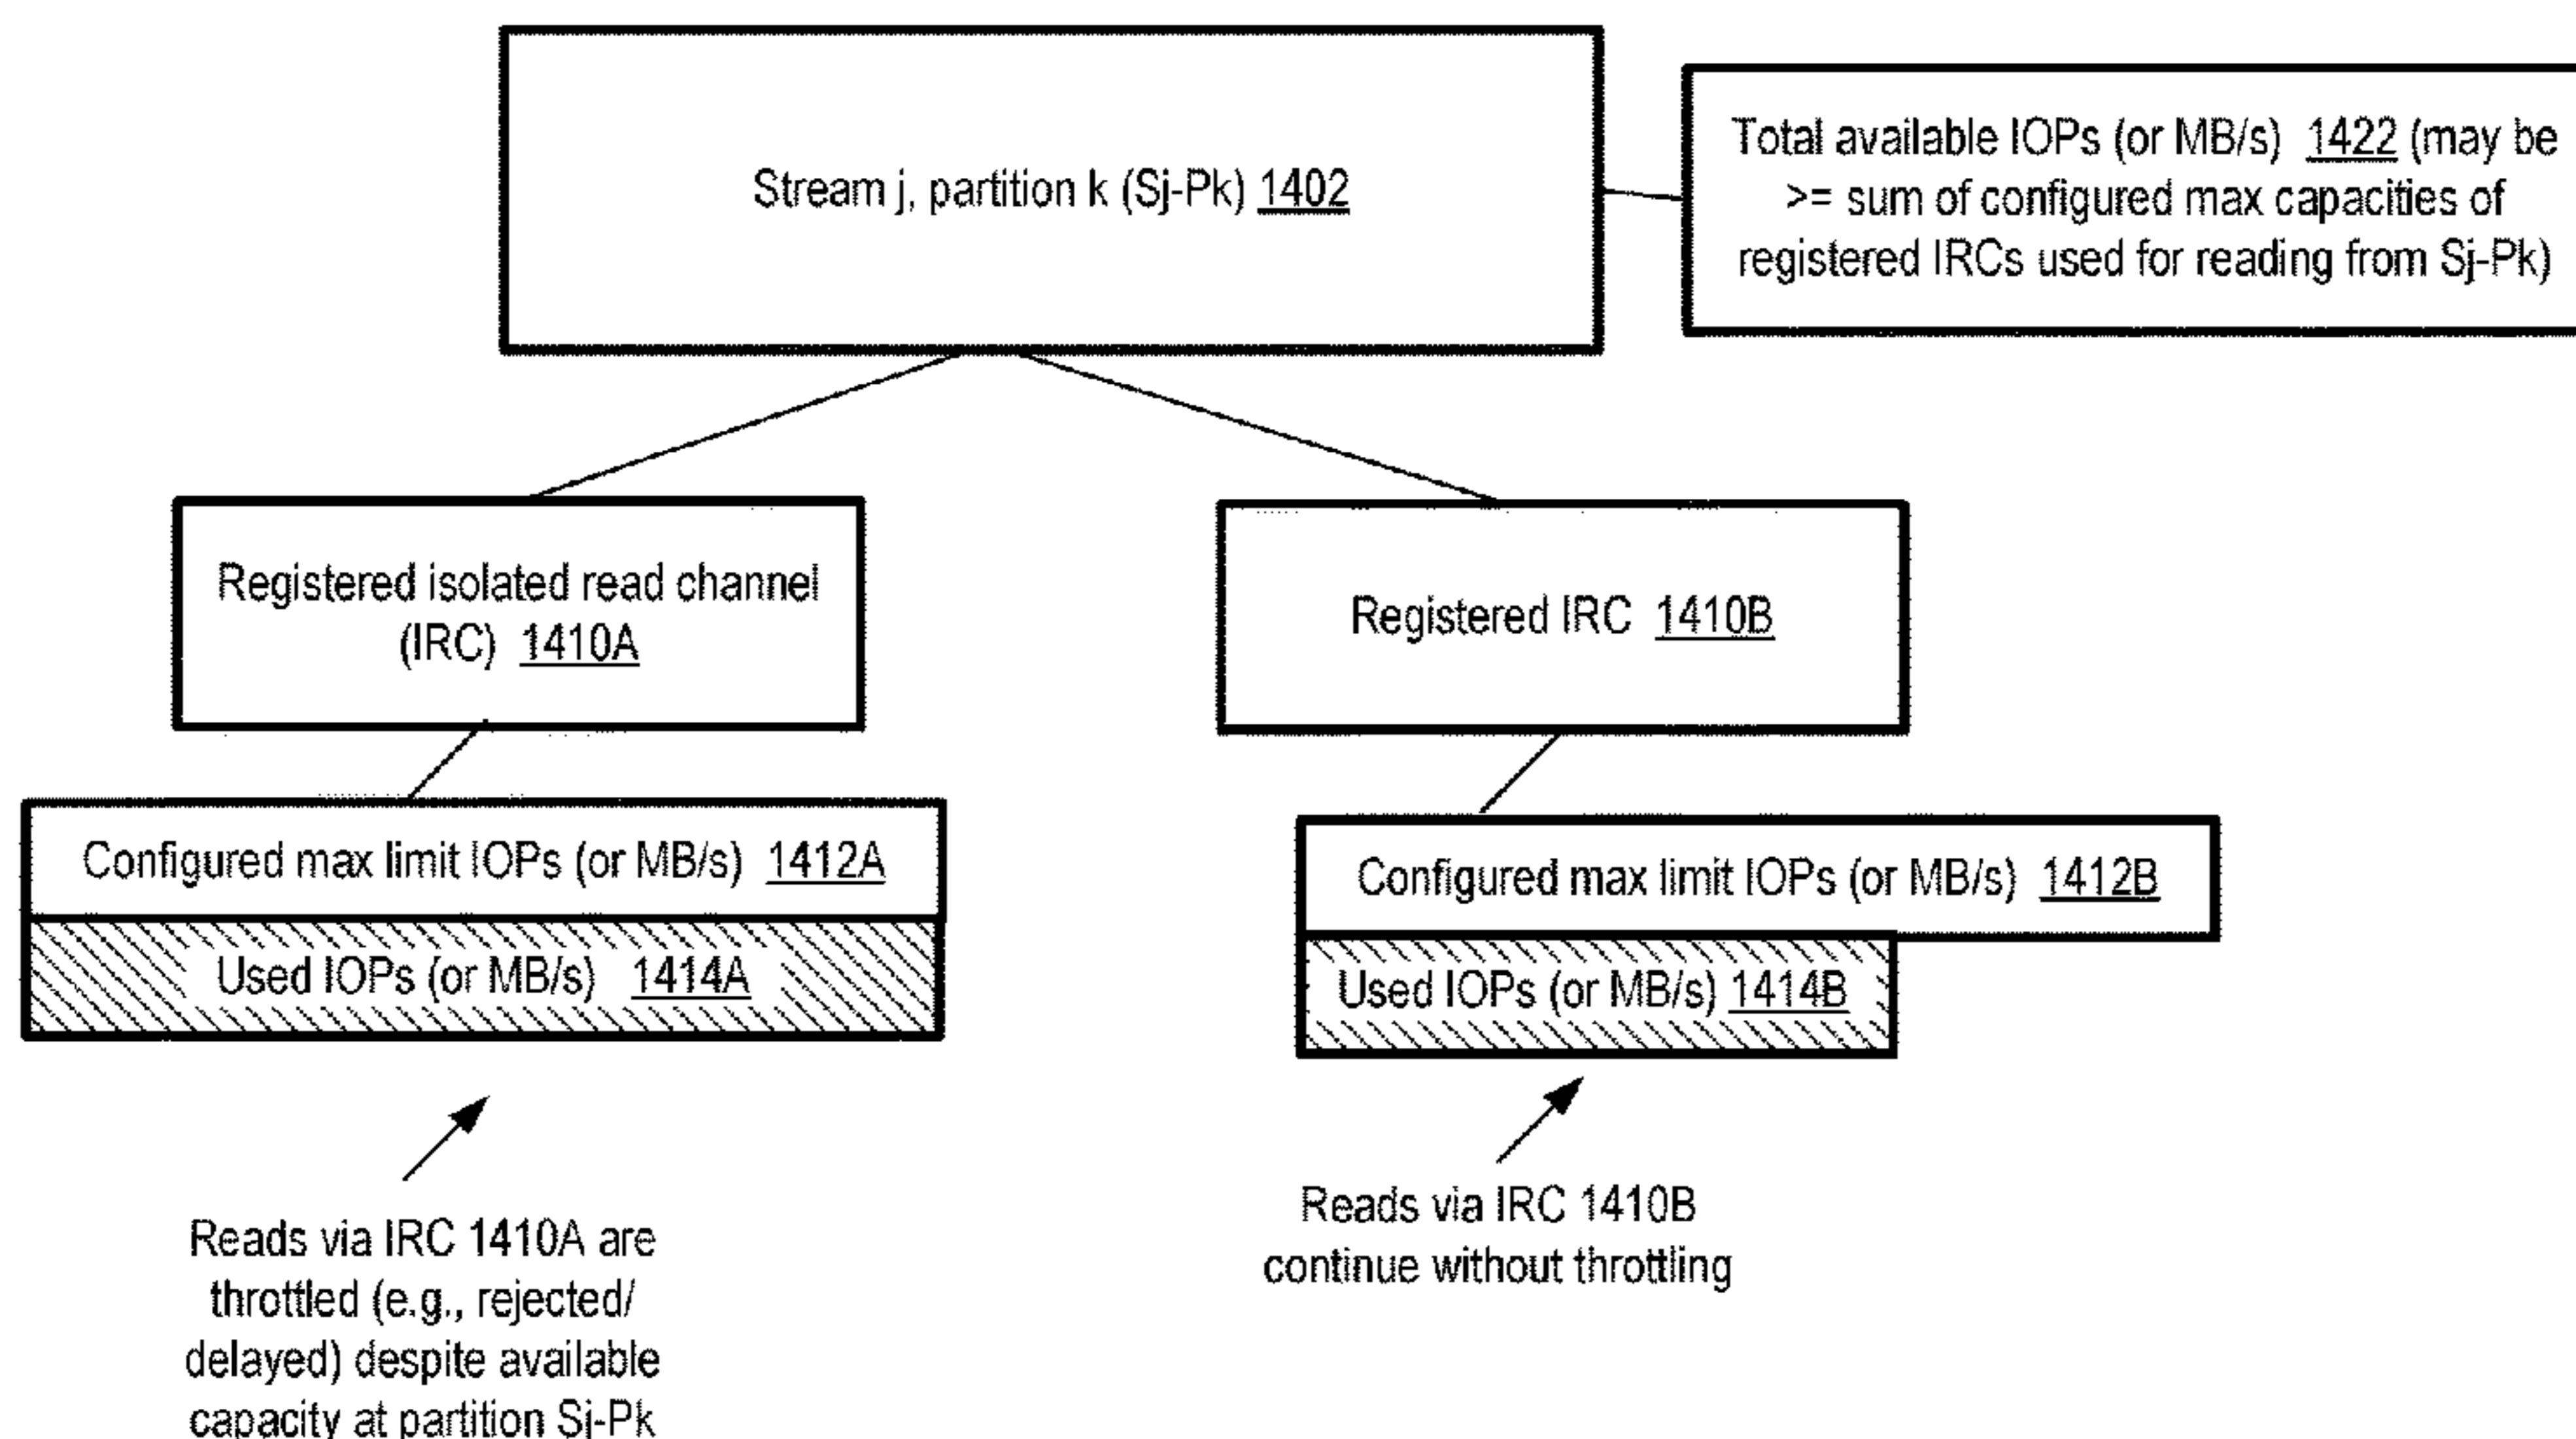 Stream j, partition k (Sj-Pk) 1402
Total available IOPs (or MB/s) 1422 (may be
>= sum of configured max capacities of
registered IRCs used for reading from Sj-Pk)
Registered isolated read channel
(IRC) 1410A
Registered IRC 1410B
Configured max limit IOPs (or MB/s) 1412A
Used IOPs (or MB/s) 1414A
Configured max limit IOPs (or MB/s) 1412B
Used IOPs (or MB/s) 1414B
Reads via IRC 1410A are
throttled (e.g., rejected/
delayed) despite available
capacity at partition Sj-Pk
Reads via IRC 1410B
continue without throttling